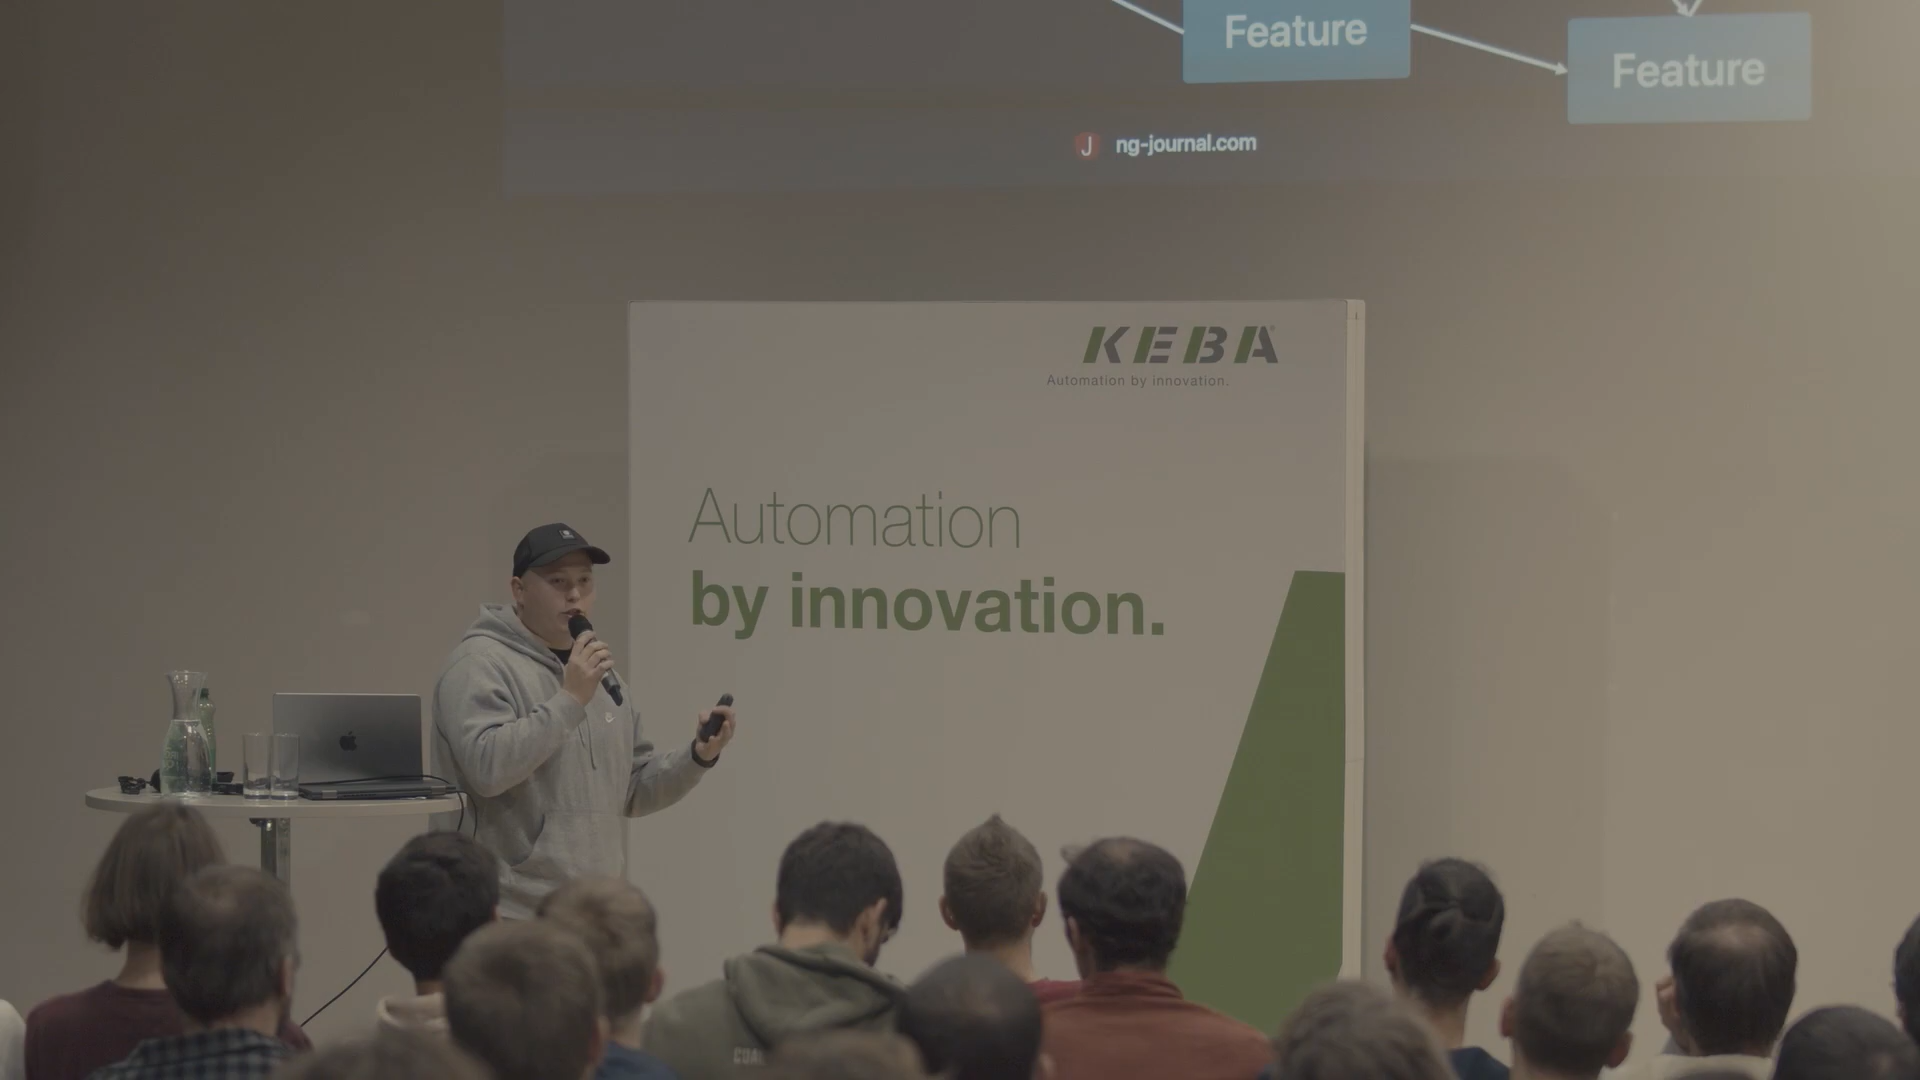 Feature
Feature
J ng-journal.com
KEBA
Automation by innovation.
Automation
by innovation.